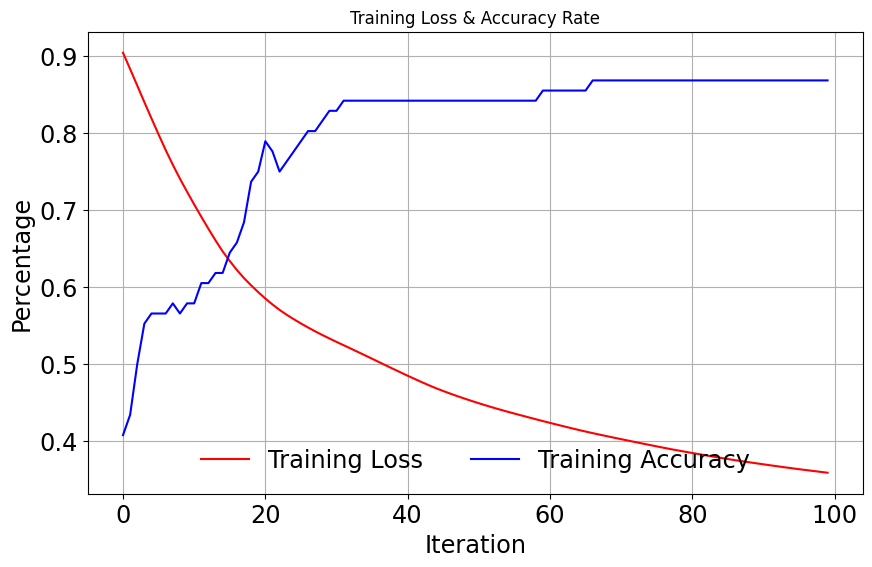 Training Loss & Accuracy Rate
Percentage
0.9
0.8
0.7
0.6
0.5
0.4
Training Loss
Training Accuracy
0 20 40 60 80 100
Iteration